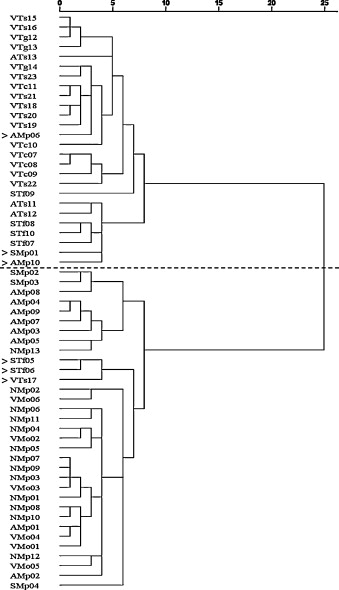 0 5 10 15 20 25
VTs15
VTs16
VTg12
VTg13
ATs13
VTg14
VTs23
VTc11
VTs21
VTs18
VTs20
VTs19
> AMp06
VTc10
VTc07
VTc08
VTc09
VTs22
STf09
ATs11
ATs12
STf08
STf10
STf07
> SMp01
> AMp10
SMp02
SMp03
AMp08
AMp04
AMp09
AMp07
AMp03
AMp05
NMp13
> STf05
> STf06
> VTs17
NMp02
VMo06
NMp06
NMp11
NMp04
VMo02
NMp05
NMp07
NMp09
NMp03
VMo03
NMp01
NMp08
NMp10
AMp01
VMo04
VMo01
NMp12
VMo05
AMp02
SMp04